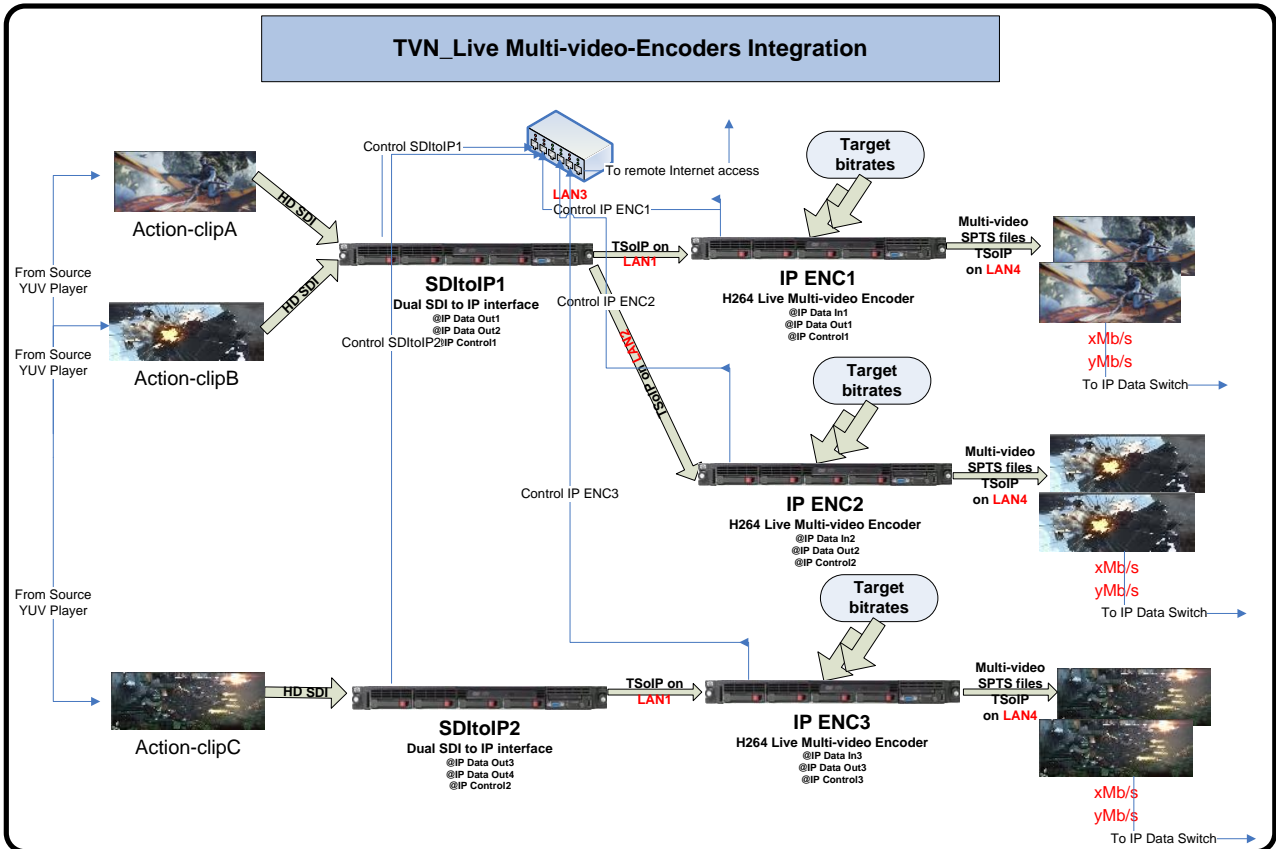 TVN_Live Multi-video-Encoders Integration
Control SDItoIP1
To remote Internet access
LAN3
Control IP ENC1
Target
bitrates
Action-clipA
HD SDI
From Source
YUV Player
HD SDI
Action-clipB
From Source
YUV Player
SDItoIP1
Dual SDI to IP interface
@IP Data Out1
@IP Data Out2
@IP Control1
Control SDItoIP2
TSoIP on
LAN1
Control IP ENC2
TSoIP on LAN2
IP ENC1
H264 Live Multi-video Encoder
@IP Data In1
@IP Data Out1
@IP Control1
Multi-video
SPTS files
TSoIP
on LAN4
xMb/s
yMb/s
To IP Data Switch
Target
bitrates
Control IP ENC3
IP ENC2
H264 Live Multi-video Encoder
@IP Data In2
@IP Data Out2
@IP Control2
Multi-video
SPTS files
TSoIP
on LAN4
xMb/s
yMb/s
To IP Data Switch
From Source
YUV Player
Target
bitrates
Action-clipC
HD SDI
SDItoIP2
Dual SDI to IP interface
@IP Data Out3
@IP Data Out4
@IP Control2
TSoIP on
LAN1
IP ENC3
H264 Live Multi-video Encoder
@IP Data In3
@IP Data Out3
@IP Control3
Multi-video
SPTS files
TSoIP
on LAN4
xMb/s
yMb/s
To IP Data Switch